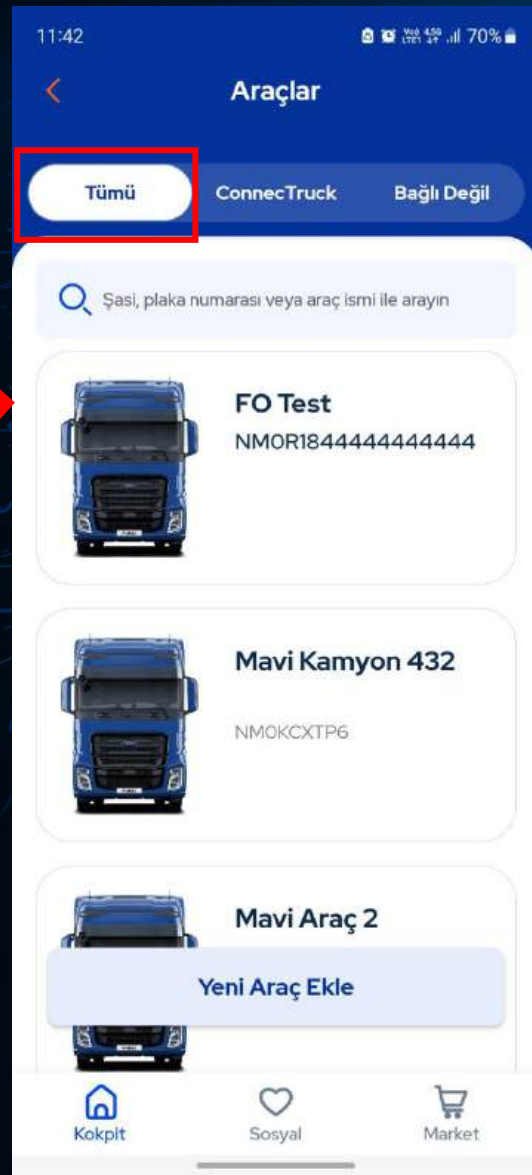 11:42
70%
Araçlar
Tümü
ConnecTruck
Bağlı Değil
Şasi, plaka numarası veya araç ismi ile arayın
FO Test
NM0R1844444444444
Mavi Kamyon 432
NM0KCXTP6
Mavi Araç 2
Yeni Araç Ekle
Kokpit
Sosyal
Market